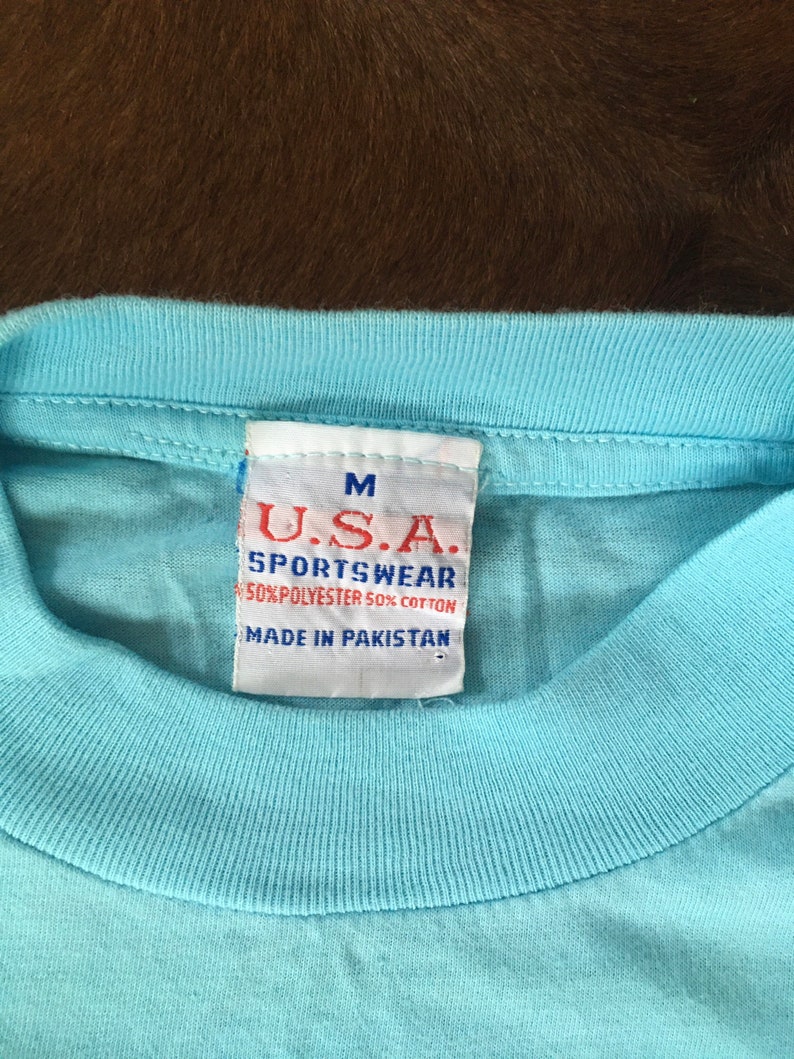 M
U.S.A.
SPORTSWEAR
50%POLYESTER 50% COTTON
MADE IN PAKISTAN